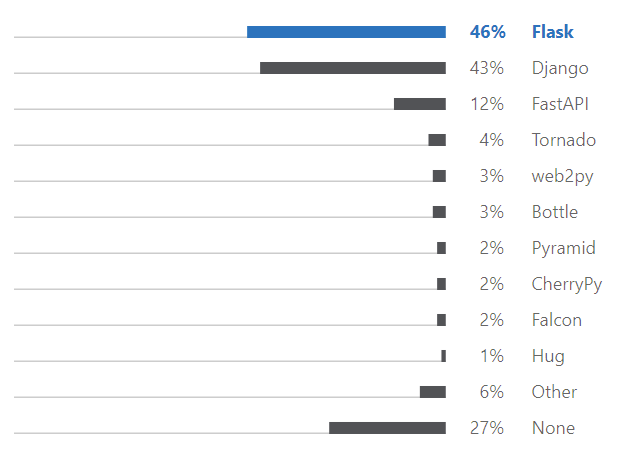 46% Flask
43% Django
12% FastAPI
4% Tornado
3% web2py
3% Bottle
2% Pyramid
2% CherryPy
2% Falcon
1% Hug
6% Other
27% None